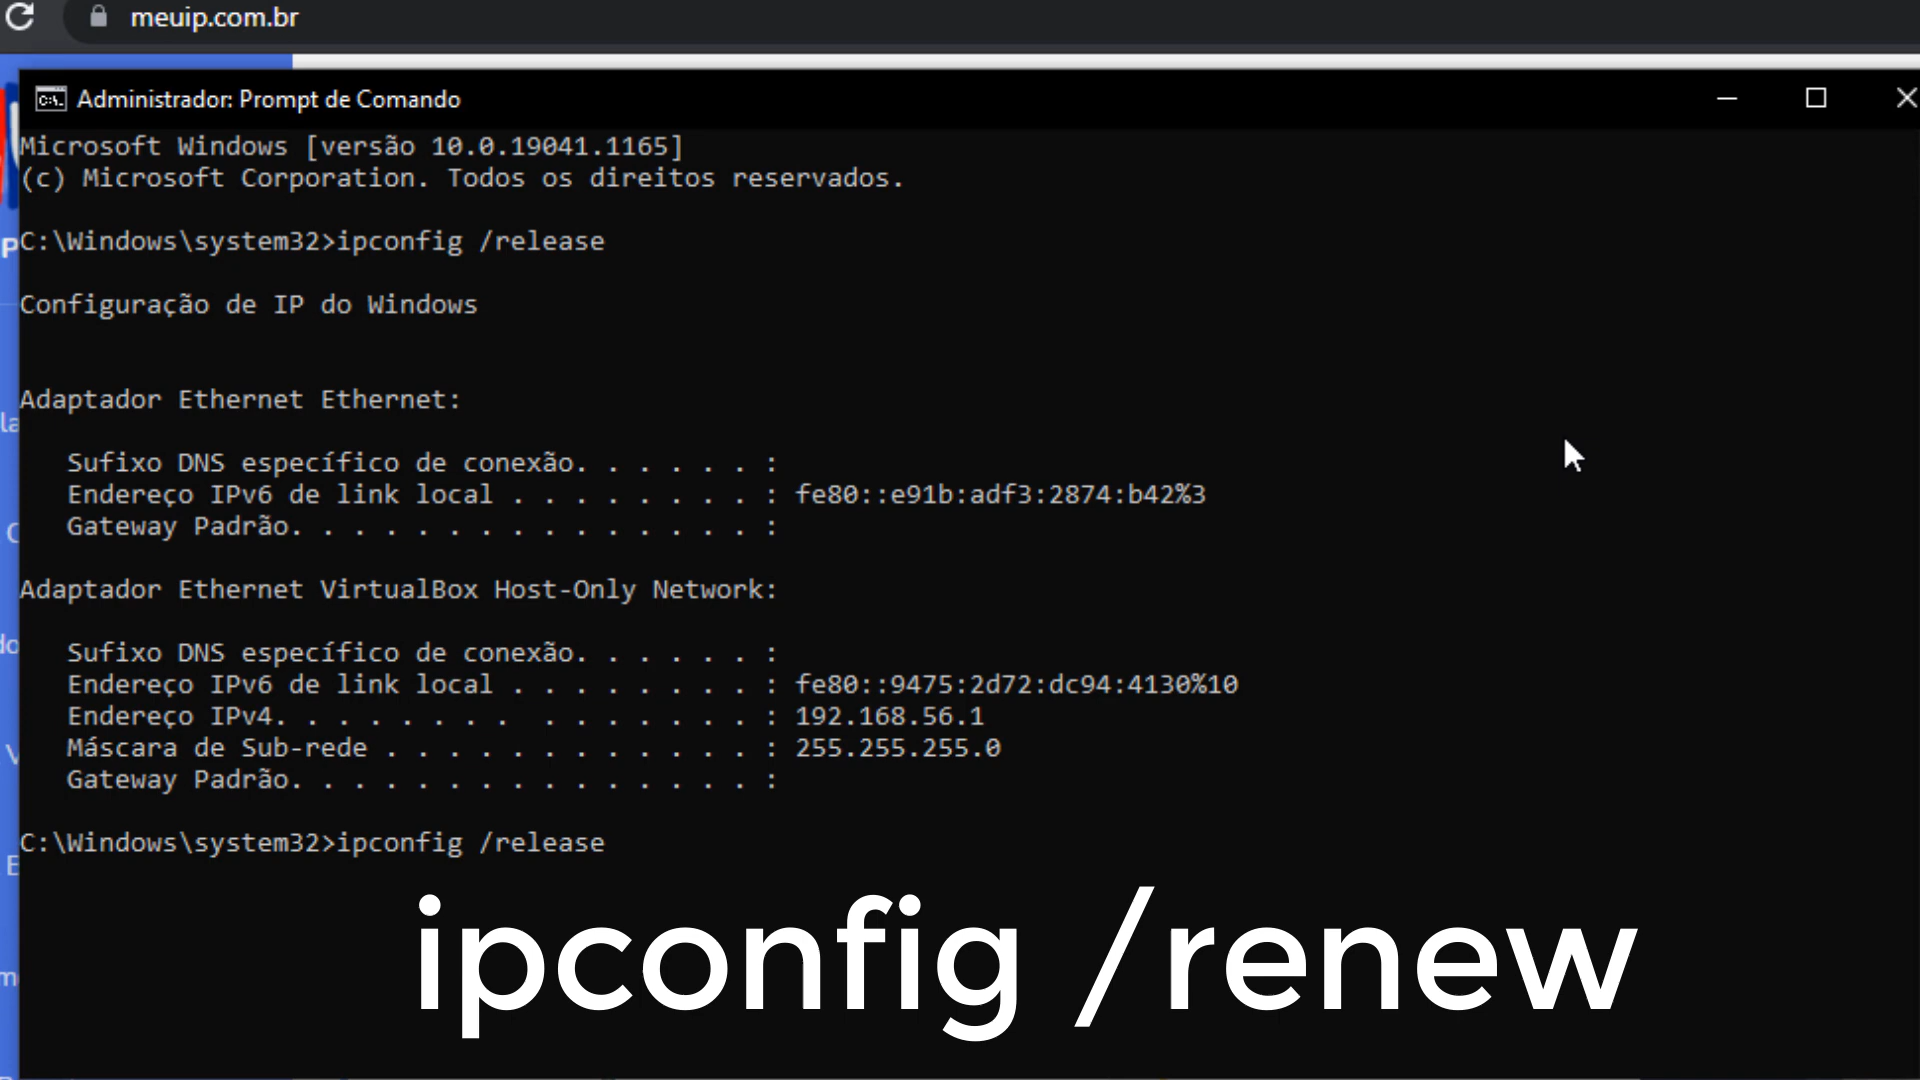 meuip.com.br
Administrador: Prompt de Comando
Microsoft Windows [versão 10.0.19041.1165]
(c) Microsoft Corporation. Todos os direitos reservados.
C:\Windows\system32>ipconfig /release
Configuração de IP do Windows
Adaptador Ethernet Ethernet:
Sufixo DNS específico de conexão. . . . . . :
Endereço IPv6 de link local . . . . . . . . : fe80::e91b:adf3:2874:b42%3
Gateway Padrão. . . . . . . . . . . . . . . :
Adaptador Ethernet VirtualBox Host-Only Network:
Sufixo DNS específico de conexão. . . . . . :
Endereço IPv6 de link local . . . . . . . . : fe80::9475:2d72:dc94:4130%10
Endereço IPv4. . . . . . . .  . . . . . . . : 192.168.56.1
Máscara de Sub-rede . . . . . . . . . . . . : 255.255.255.0
Gateway Padrão. . . . . . . . . . . . . . . :
C:\Windows\system32>ipconfig /release
ipconfig /renew